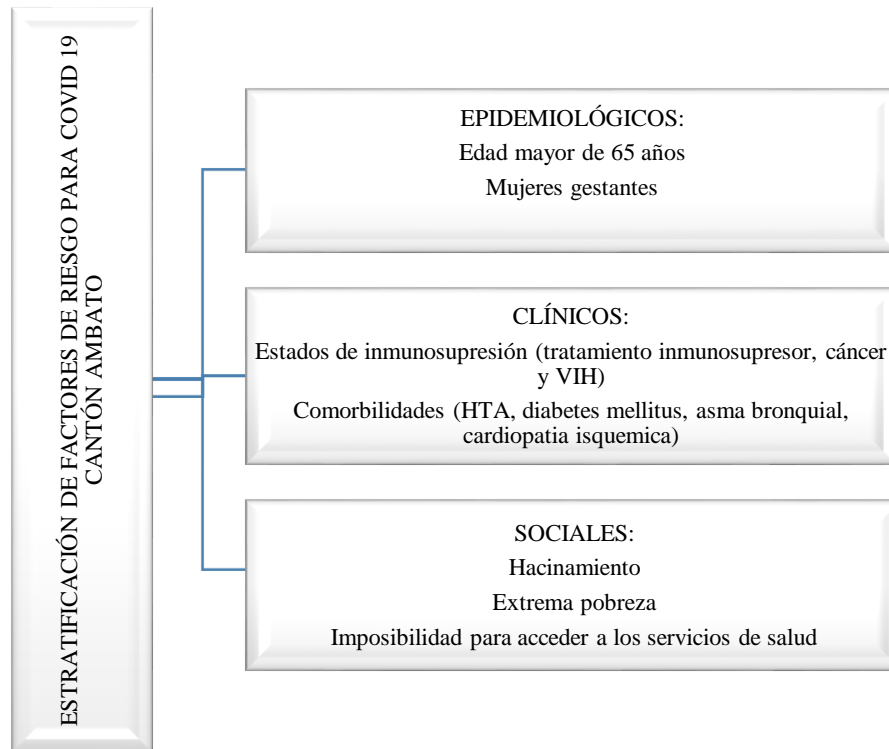 ESTRATIFICACIÓN DE FACTORES DE RIESGO PARA COVID 19
CANTÓN AMBATO
EPIDEMIOLÓGICOS:
Edad mayor de 65 años
Mujeres gestantes
CLÍNICOS:
Estados de inmunosupresión (tratamiento inmunosupresor, cáncer
y VIH)
Comorbilidades (HTA, diabetes mellitus, asma bronquial,
cardiopatia isquemica)
SOCIALES:
Hacinamiento
Extrema pobreza
Imposibilidad para acceder a los servicios de salud